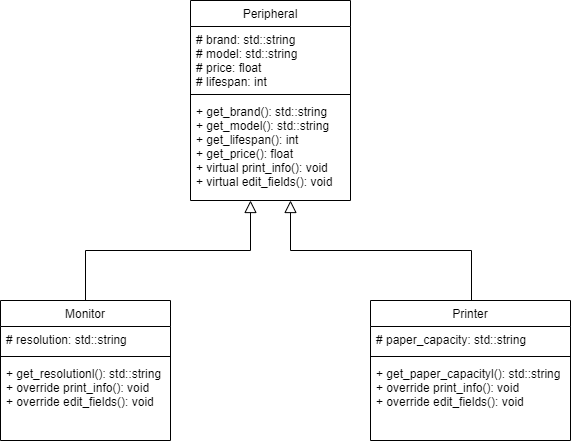 Peripheral
# brand: std::string
# model: std::string
# price: float
# lifespan: int
+ get_brand(): std::string
+ get_model(): std::string
+ get_lifespan(): int
+ get_price(): float
+ virtual print_info(): void
+ virtual edit_fields(): void
Monitor
# resolution: std::string
+ get_resolutionl(): std::string
+ override print_info(): void
+ override edit_fields(): void
Printer
# paper_capacity: std::string
+ get_paper_capacityl(): std::string
+ override print_info(): void
+ override edit_fields(): void